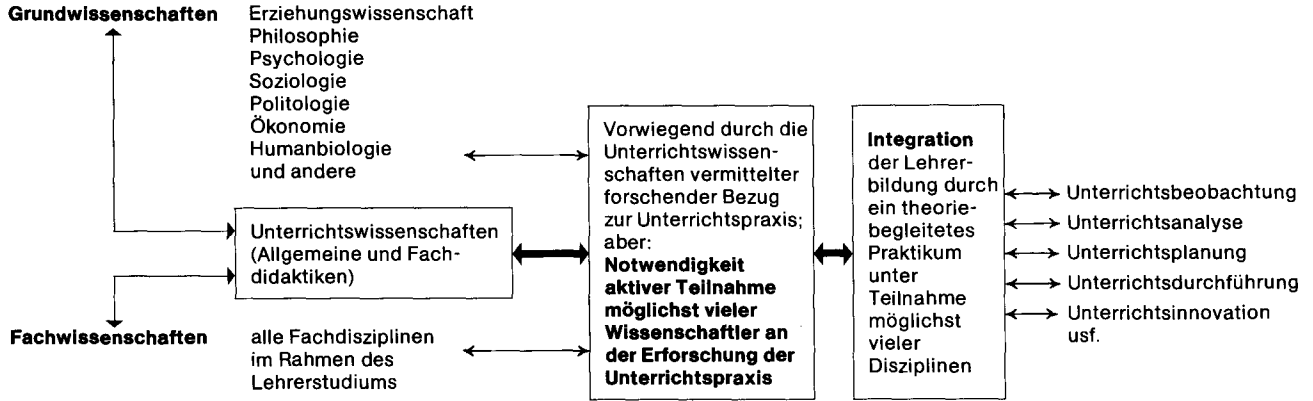 Grundwissenschaften
Erziehungswissenschaft
Philosophie
Psychologie
Soziologie
Politologie
Ökonomie
Humanbiologie
und andere
Unterrichtswissenschaften
(Allgemeine und Fach-
didaktiken)
Fachwissenschaften
alle Fachdisziplinen
im Rahmen des
Lehrerstudiums
Vorwiegend durch die
Unterrichtswissen-
schaften vermittelter
forschender Bezug
zur Unterrichtspraxis;
aber:
Notwendigkeit
aktiver Teilnahme
möglichst vieler
Wissenschaftler an
der Erforschung der
Unterrichtspraxis
Integration
der Lehrer-
bildung durch
ein theorie-
begleitetes
Praktikum
unter
Teilnahme
möglichst
vieler
Disziplinen
Unterrichtsbeobachtung
Unterrichtsanalyse
Unterrichtsplanung
Unterrichtsdurchführung
Unterrichtsinnovation
usf.